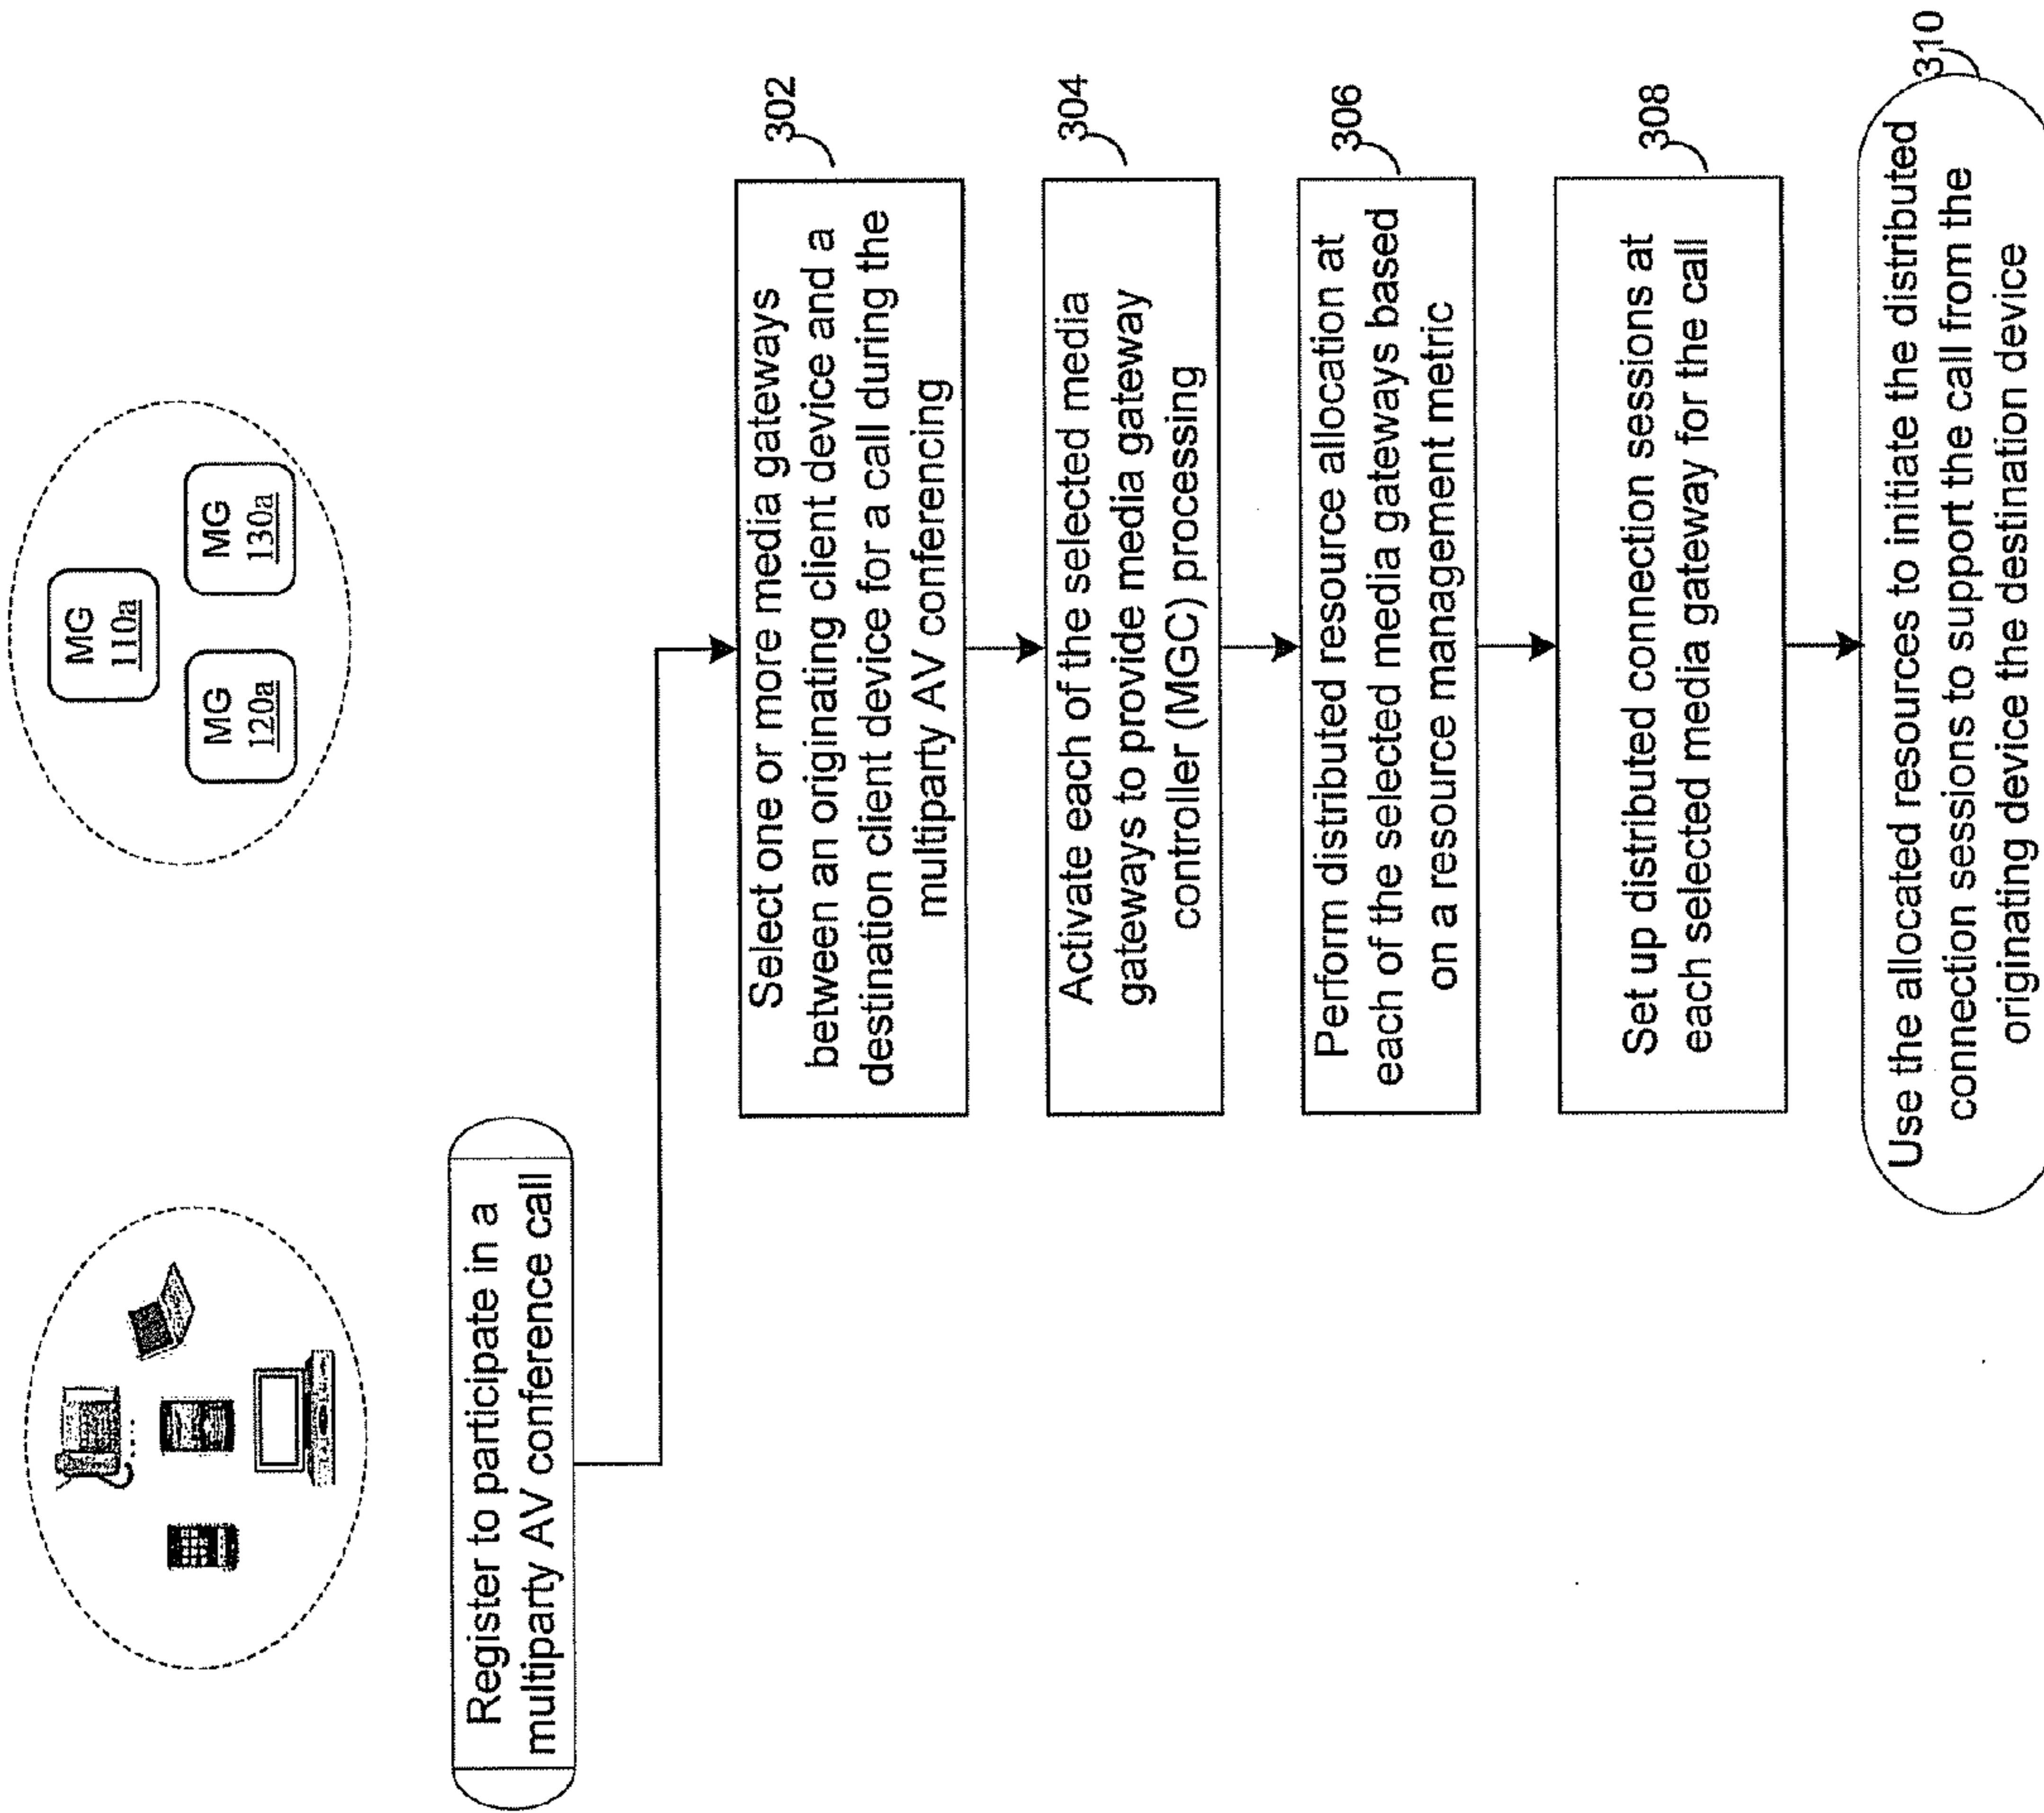 MG
110a
MG
120a
MG
130a
Register to participate in a
multiparty AV conference call
302
Select one or more media gateways
between an originating client device and a
destination client device for a call during the
multiparty AV conferencing
304
Activate each of the selected media
gateways to provide media gateway
controller (MGC) processing
306
Perform distributed resource allocation at
each of the selected media gateways based
on a resource management metric
308
Set up distributed connection sessions at
each selected media gateway for the call
310
Use the allocated resources to initiate the distributed
connection sessions to support the call from the
originating device the destination device